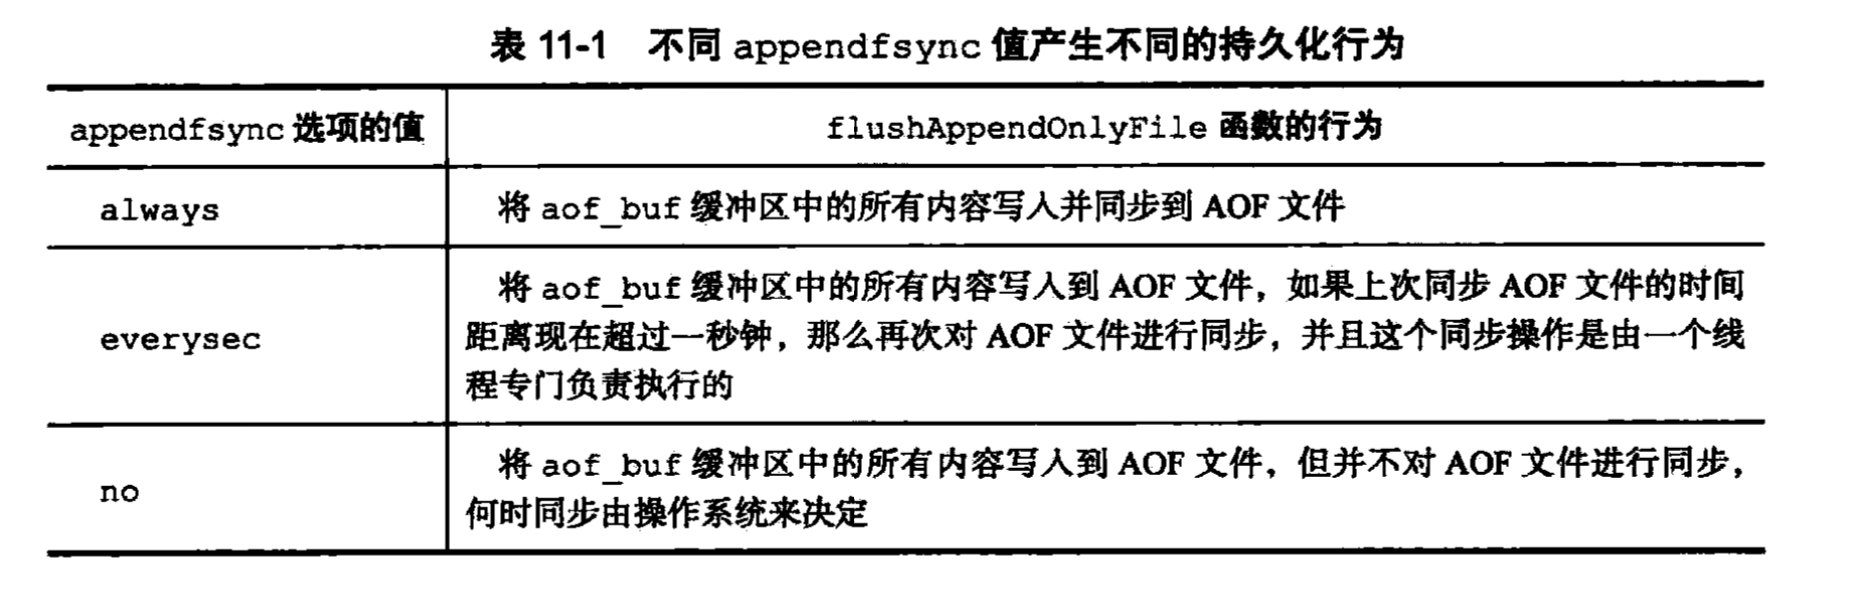 表 11-1 不同 appendfsync 值产生不同的持久化行为
appendfsync 选项的值 flushAppendOnlyFile 函数的行为
always 将 aof_buf 缓冲区中的所有内容写入并同步到 AOF 文件
将 aof_buf 缓冲区中的所有内容写入到 AOF 文件，如果上次同步 AOF 文件的时间
everysec 距离现在超过一秒钟，那么再次对 AOF 文件进行同步，并且这个同步操作是由一个线
程专门负责执行的
no 将 aof_buf 缓冲区中的所有内容写入到 AOF 文件，但并不对 AOF 文件进行同步，
何时同步由操作系统来决定